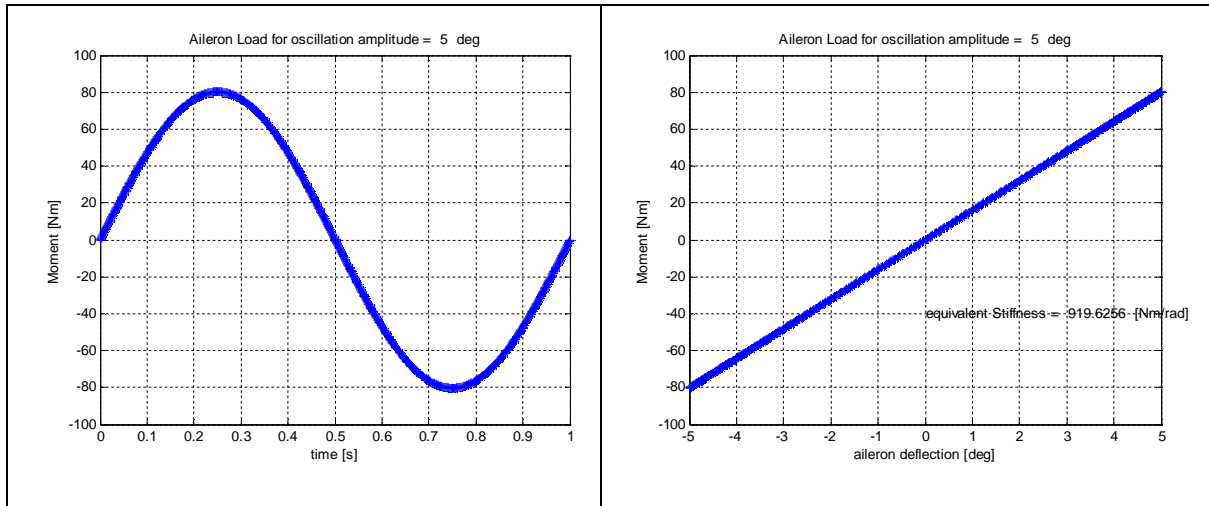 Aileron Load for oscillation amplitude = 5 deg
100
80
60
40
20
0
-20
-40
-60
-80
-100
Moment [Nm]
0 0.1 0.2 0.3 0.4 0.5 0.6 0.7 0.8 0.9 1
time [s]
Aileron Load for oscillation amplitude = 5 deg
100
80
60
40
20
0
-20
-40
-60
-80
-100
Moment [Nm]
equivalent Stiffness = 919.6256 [Nm/rad]
-5 -4 -3 -2 -1 0 1 2 3 4 5
aileron deflection [deg]